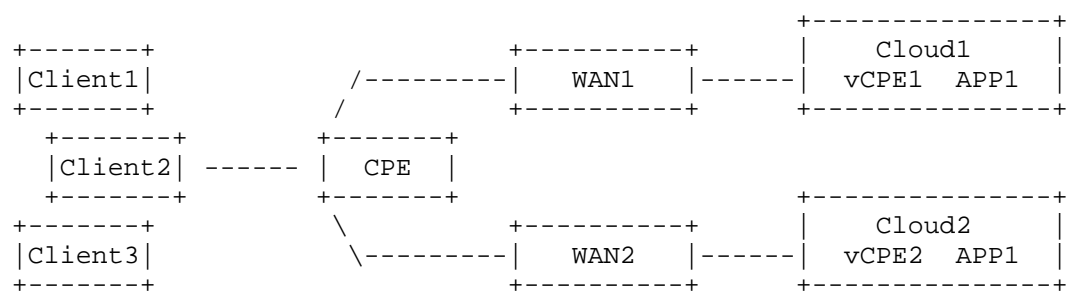 Cloud1
Client1 WAN1 vCPE1 APP1
Client2 CPE
Cloud2
Client3 WAN2 vCPE2 APP1